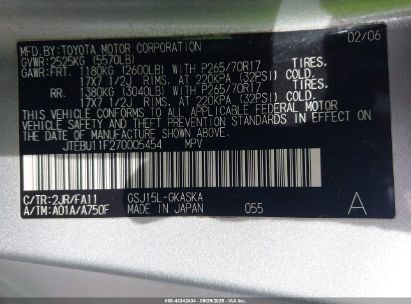 MFD.BY: TOYOTA MOTOR CORPORATION 02/06
GVWR: 2525KG (5570LB)
GAWR:FRT. 1180KG (2600LB) WITH P265/70R17 TIRES.
17X7 1/2J RIMS. AT 220KPA (32PSI) COLD.
RR. 1380KG (3040LB) WITH P265/70R17 TIRES.
17X7 1/2J RIMS. AT 220KPA (32PSI) COLD.
THIS VEHICLE CONFORMS TO ALL APPLICABLE FEDERAL MOTOR
VEHICLE SAFETY STANDARDS IN EFFECT ON THE DATE OF
MANUFACTURE SHOWN ABOVE.
JTEBU11F270005454 MPV
C/TR:2JR/FA11 GSJ15L-GKASKA
A/TM:A01A/A750F MADE IN JAPAN 055 A